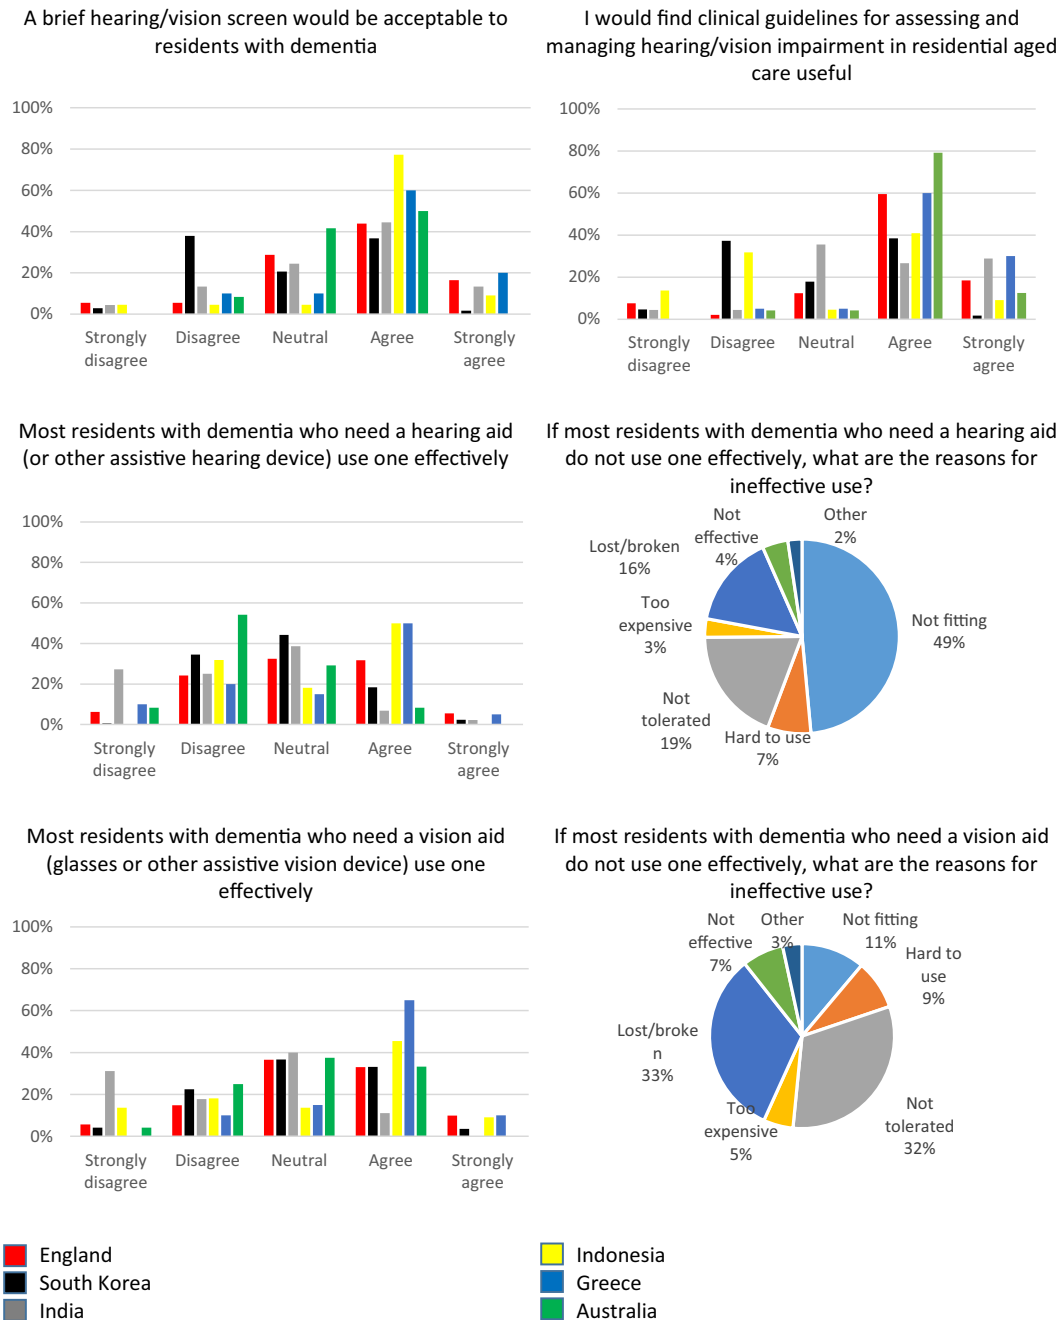 A brief hearing/vision screen would be acceptable to
residents with dementia
100%
80%
60%
40%
20%
0%
Strongly
disagree
Disagree
Neutral
Agree
Strongly
agree
I would find clinical guidelines for assessing and
managing hearing/vision impairment in residential aged
care useful
100%
80%
60%
40%
20%
0%
Strongly
disagree
Disagree
Neutral
Agree
Strongly
agree
Most residents with dementia who need a hearing aid
(or other assistive hearing device) use one effectively
100%
80%
60%
40%
20%
0%
Strongly
disagree
Disagree
Neutral
Agree
Strongly
agree
If most residents with dementia who need a hearing aid
do not use one effectively, what are the reasons for
ineffective use?
Not
effective
4%
Other
2%
Lost/broken
16%
Too
expensive
3%
Not fitting
49%
Not
tolerated
19%
Hard to use
7%
Most residents with dementia who need a vision aid
(glasses or other assistive vision device) use one
effectively
100%
80%
60%
40%
20%
0%
Strongly
disagree
Disagree
Neutral
Agree
Strongly
agree
If most residents with dementia who need a vision aid
do not use one effectively, what are the reasons for
ineffective use?
Not
effective
7%
Other
3%
Not fitting
11%
Hard to
use
9%
Lost/broke
n
33%
Too
expensive
5%
Not
tolerated
32%
England
South Korea
India
Indonesia
Greece
Australia